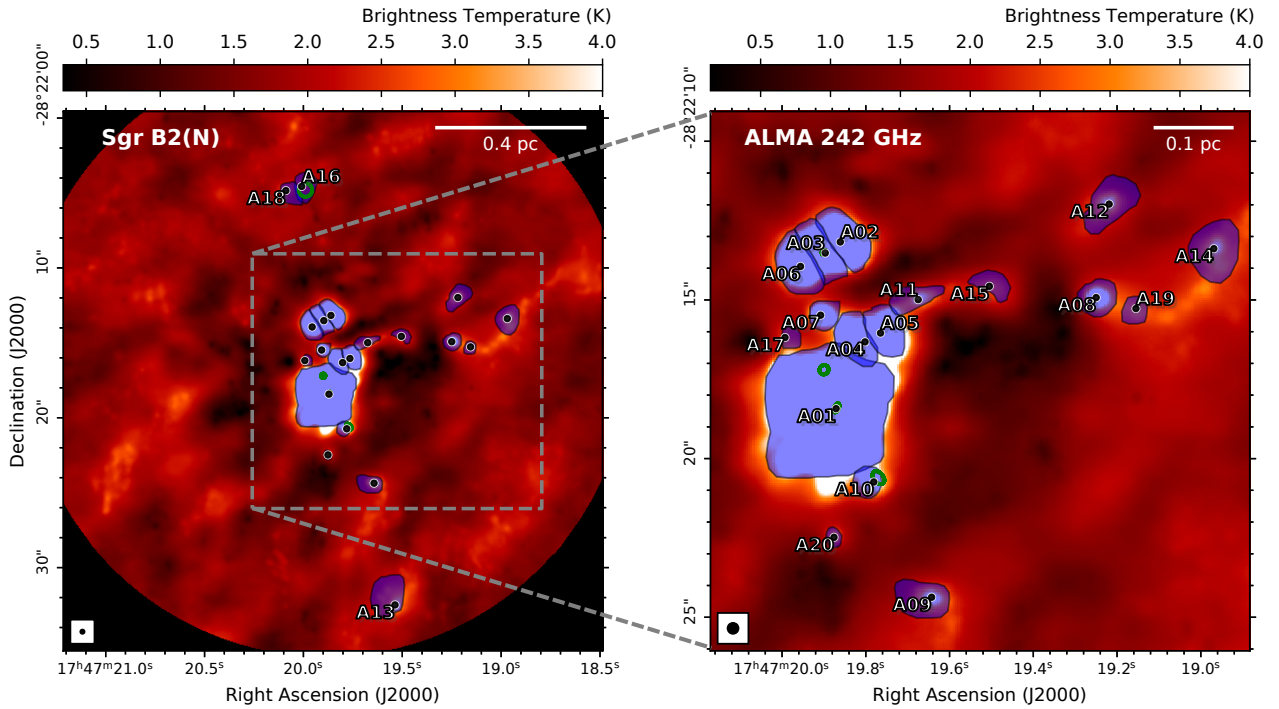 Brightness Temperature (K)
0.5 1.0 1.5 2.0 2.5 3.0 3.5 4.0
-28°22'00"
10"
20"
30"
Declination (J2000)
Sgr B2(N)
0.4 pc
A16
A18
A13
17ʰ47ᵐ21.0ˢ 20.5ˢ 20.0ˢ 19.5ˢ 19.0ˢ 18.5ˢ
Right Ascension (J2000)
Brightness Temperature (K)
0.5 1.0 1.5 2.0 2.5 3.0 3.5 4.0
-28°22'10"
15"
20"
25"
ALMA 242 GHz
0.1 pc
A12
A02
A03
A14
A06
A11
A15
A08
A19
A07
A05
A17
A04
A01
A10
A20
A09
17ʰ47ᵐ20.0ˢ 19.8ˢ 19.6ˢ 19.4ˢ 19.2ˢ 19.0ˢ
Right Ascension (J2000)